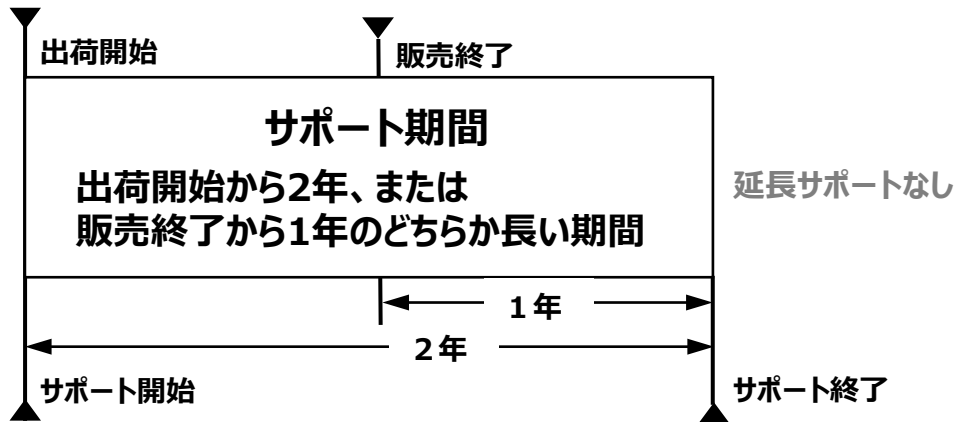 出荷開始
販売終了
サポート期間
出荷開始から2年、または
販売終了から1年のどちらか長い期間
延長サポートなし
１年
２年
サポート開始
サポート終了